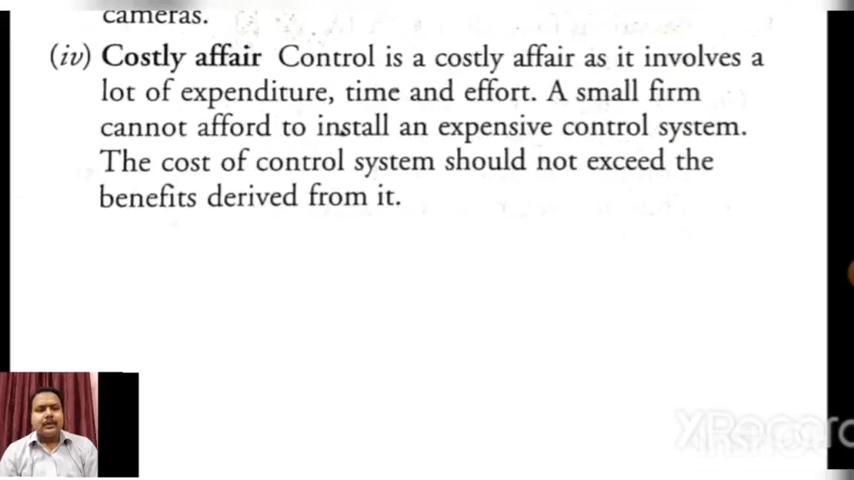 cameras.
(iv) Costly affair Control is a costly affair as it involves a
lot of expenditure, time and effort. A small firm
cannot afford to install an expensive control system.
The cost of control system should not exceed the
benefits derived from it.
XRecord